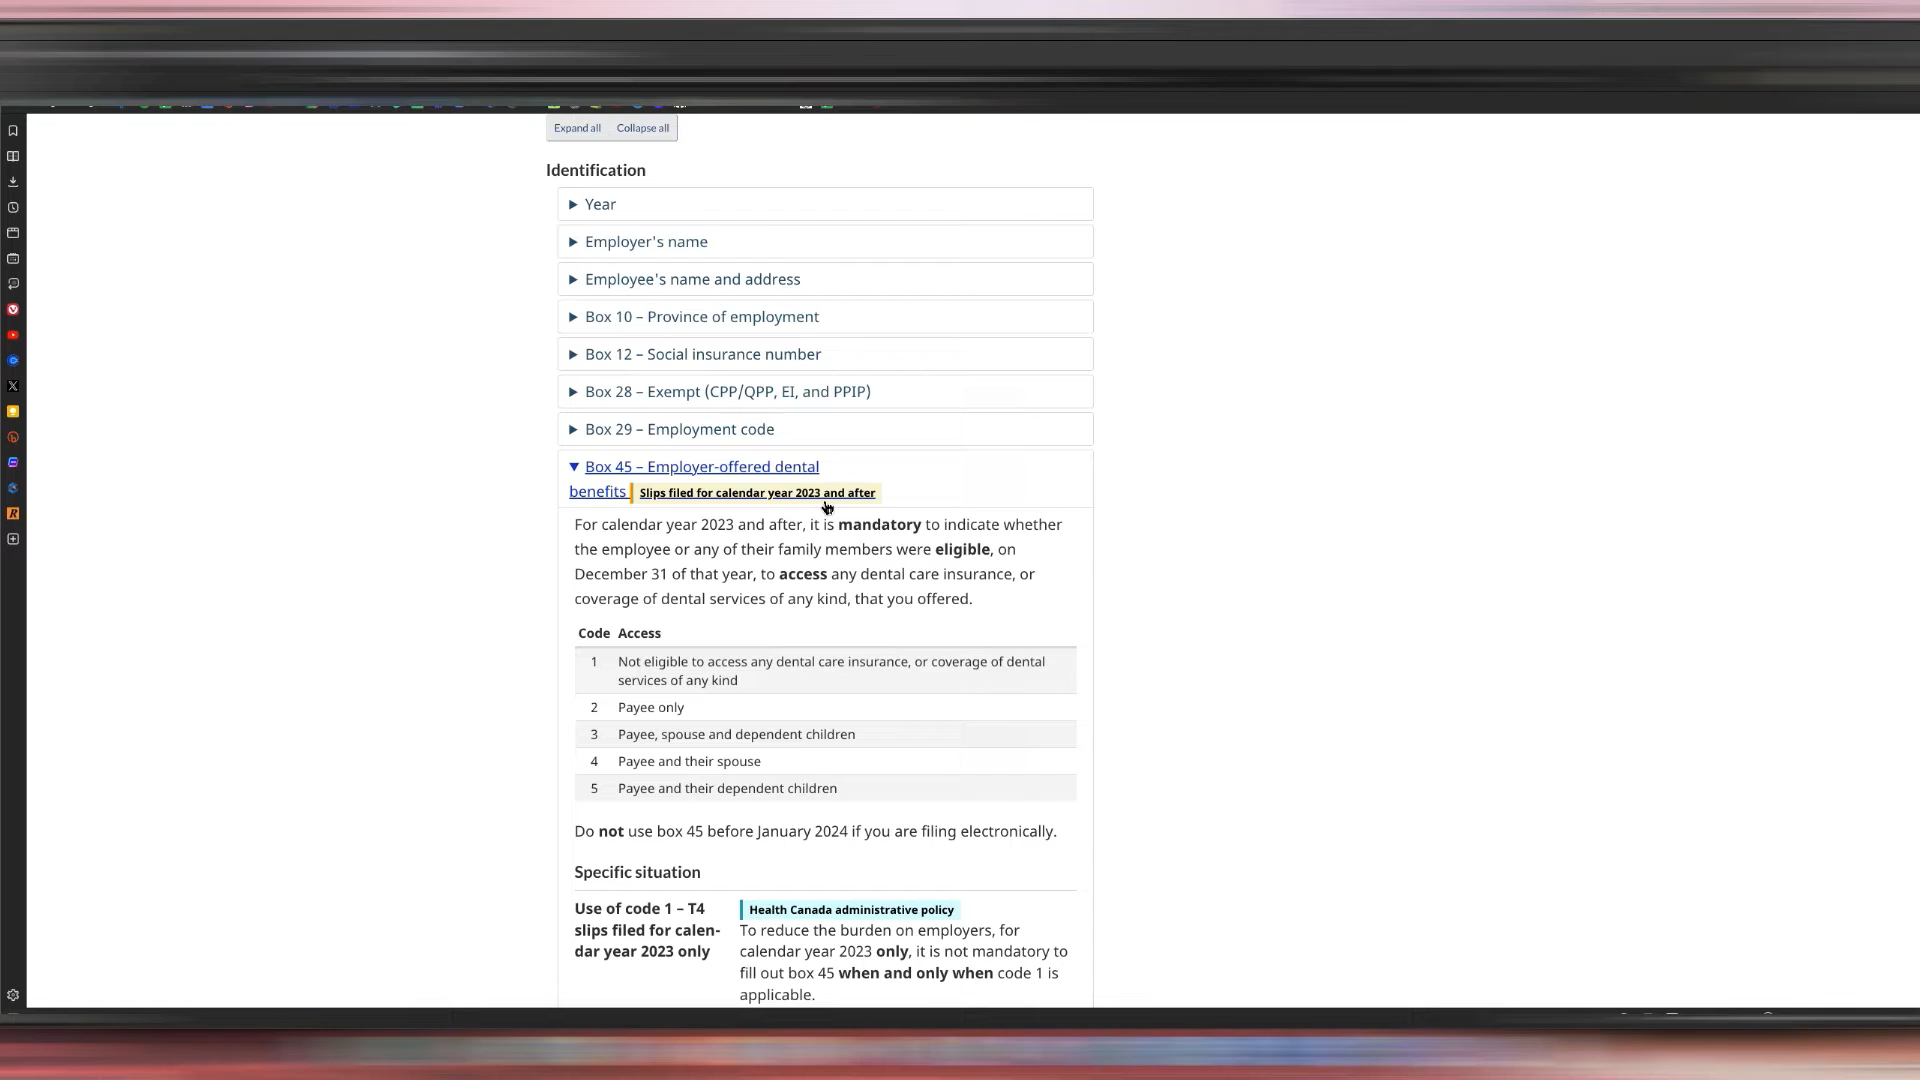 Expand all Collapse all
Identification
Year
Employer's name
Employee's name and address
Box 10 – Province of employment
Box 12 – Social insurance number
Box 28 – Exempt (CPP/QPP, EI, and PPIP)
Box 29 – Employment code
Box 45 – Employer-offered dental
benefits Slips filed for calendar year 2023 and after
For calendar year 2023 and after, it is mandatory to indicate whether
the employee or any of their family members were eligible, on
December 31 of that year, to access any dental care insurance, or
coverage of dental services of any kind, that you offered.
Code Access
1 Not eligible to access any dental care insurance, or coverage of dental
services of any kind
2 Payee only
3 Payee, spouse and dependent children
4 Payee and their spouse
5 Payee and their dependent children
Do not use box 45 before January 2024 if you are filing electronically.
Specific situation
Use of code 1 – T4
slips filed for calen-
dar year 2023 only
Health Canada administrative policy
To reduce the burden on employers, for
calendar year 2023 only, it is not mandatory to
fill out box 45 when and only when code 1 is
applicable.